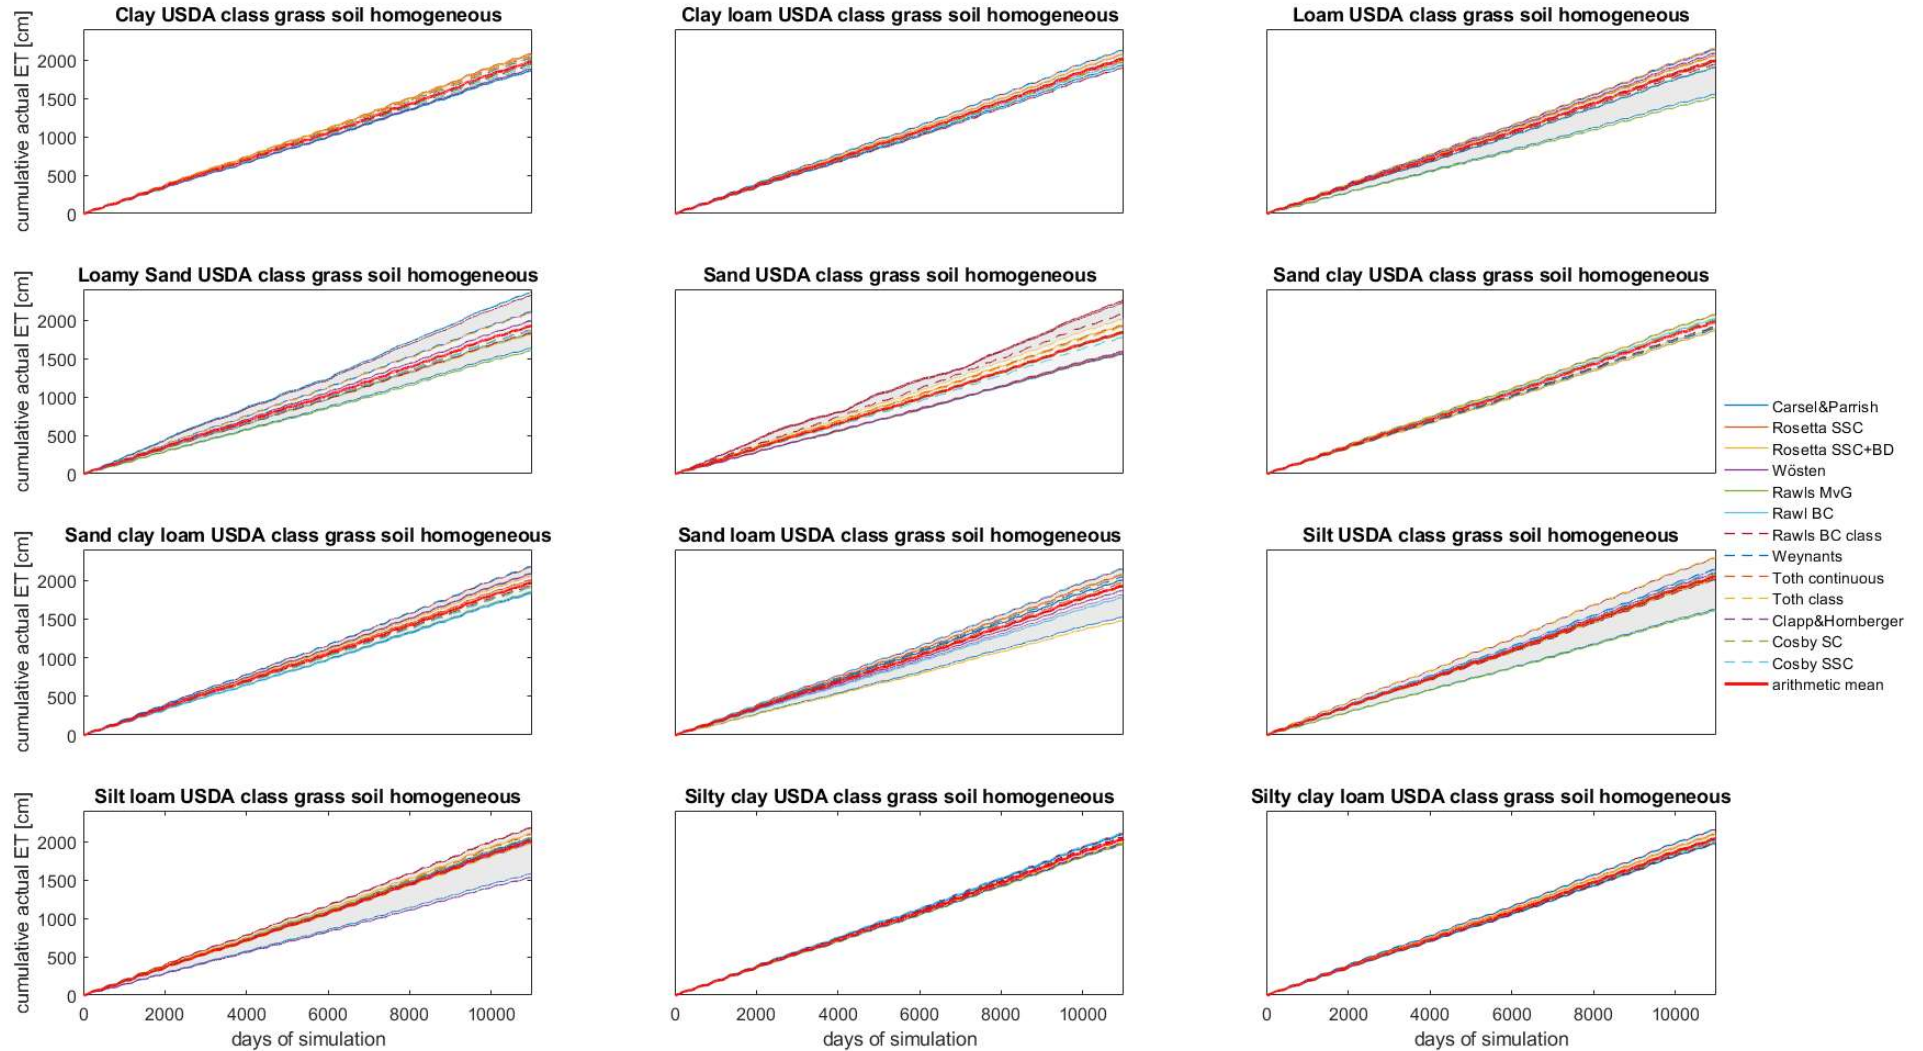 Clay USDA class grass soil homogeneous
Clay loam USDA class grass soil homogeneous
Loam USDA class grass soil homogeneous
cumulative actual ET [cm]
2000
1500
1000
500
0
Loamy Sand USDA class grass soil homogeneous
Sand USDA class grass soil homogeneous
Sand clay USDA class grass soil homogeneous
cumulative actual ET [cm]
2000
1500
1000
500
0
Sand clay loam USDA class grass soil homogeneous
Sand loam USDA class grass soil homogeneous
Silt USDA class grass soil homogeneous
cumulative actual ET [cm]
2000
1500
1000
500
0
Silt loam USDA class grass soil homogeneous
Silty clay USDA class grass soil homogeneous
Silty clay loam USDA class grass soil homogeneous
cumulative actual ET [cm]
2000
1500
1000
500
0
0 2000 4000 6000 8000 10000
days of simulation
0 2000 4000 6000 8000 10000
days of simulation
0 2000 4000 6000 8000 10000
days of simulation
Carsel&Parrish
Rosetta SSC
Rosetta SSC+BD
Wösten
Rawls MvG
Rawl BC
Rawls BC class
Weynants
Toth continuous
Toth class
Clapp&Hornberger
Cosby SC
Cosby SSC
arithmetic mean